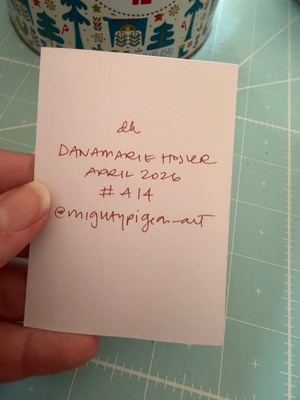 dh
DANAMARIE HOSLER
APRIL 2026
# A14
@mightypigeon_art